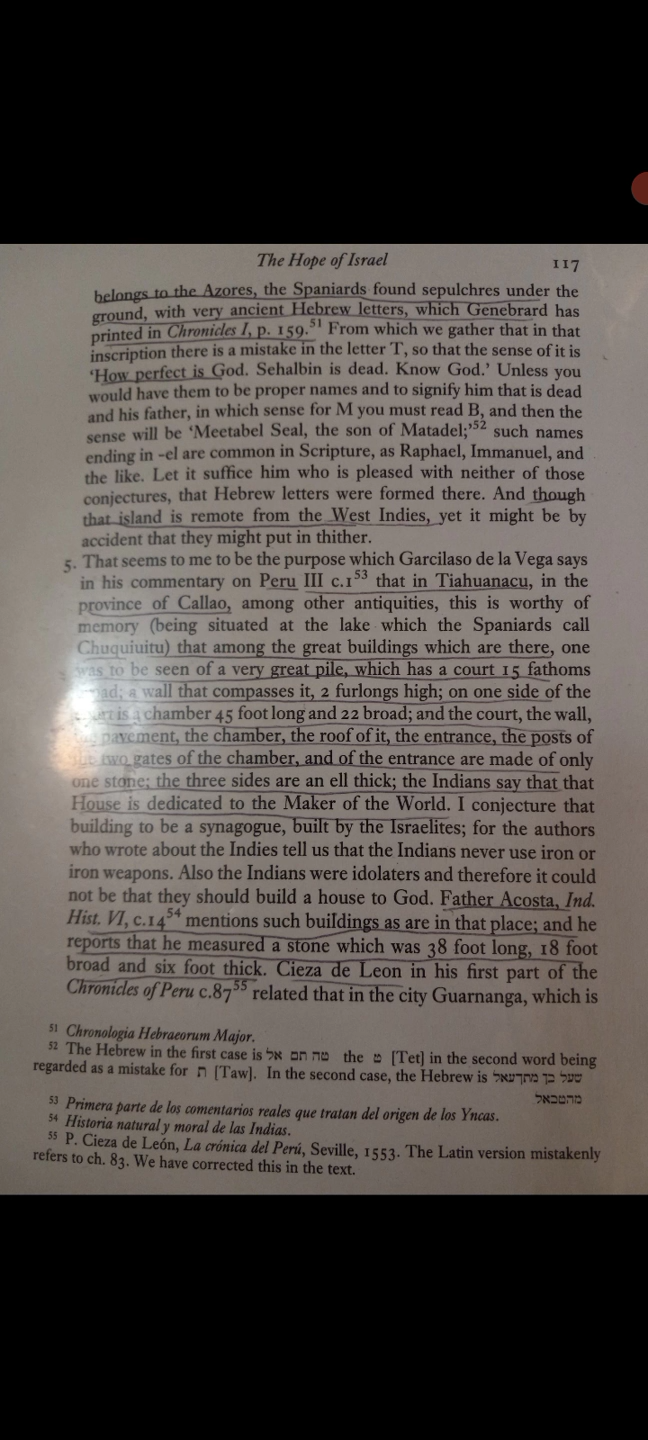 The Hope of Israel 117
belongs to the Azores, the Spaniards found sepulchres under the
ground, with very ancient Hebrew letters, which Genebrard has
printed in Chronicles I, p. 159.⁵¹ From which we gather that in that
inscription there is a mistake in the letter T, so that the sense of it is
‘How perfect is God. Sehalbin is dead. Know God.’ Unless you
would have them to be proper names and to signify him that is dead
and his father, in which sense for M you must read B, and then the
sense will be ‘Meetabel Seal, the son of Matadel;’⁵² such names
ending in -el are common in Scripture, as Raphael, Immanuel, and
the like. Let it suffice him who is pleased with neither of those
conjectures, that Hebrew letters were formed there. And though
that island is remote from the West Indies, yet it might be by
accident that they might put in thither.
5. That seems to me to be the purpose which Garcilaso de la Vega says
in his commentary on Peru III c.1⁵³ that in Tiahuanacu, in the
province of Callao, among other antiquities, this is worthy of
memory (being situated at the lake which the Spaniards call
Chuquiuitu) that among the great buildings which are there, one
was to be seen of a very great pile, which has a court 15 fathoms
a wall that compasses it, 2 furlongs high; on one side of the
is a chamber 45 foot long and 22 broad; and the court, the wall,
pavement, the chamber, the roof of it, the entrance, the posts of
two gates of the chamber, and of the entrance are made of only
one stone; the three sides are an ell thick; the Indians say that that
House is dedicated to the Maker of the World. I conjecture that
building to be a synagogue, built by the Israelites; for the authors
who wrote about the Indies tell us that the Indians never use iron or
iron weapons. Also the Indians were idolaters and therefore it could
not be that they should build a house to God. Father Acosta, Ind.
Hist. VI, c.14⁵⁴ mentions such buildings as are in that place; and he
reports that he measured a stone which was 38 foot long, 18 foot
broad and six foot thick. Cieza de Leon in his first part of the
Chronicles of Peru c.87⁵⁵ related that in the city Guarnanga, which is
⁵¹ Chronologia Hebraeorum Major.
⁵² The Hebrew in the first case is מה תם אל the ט [Tet] in the second word being
regarded as a mistake for ת [Taw]. In the second case, the Hebrew is שעל בן מתדעאל
מהטבאל
⁵³ Primera parte de los comentarios reales que tratan del origen de los Yncas.
⁵⁴ Historia natural y moral de las Indias.
⁵⁵ P. Cieza de León, La crónica del Perú, Seville, 1553. The Latin version mistakenly
refers to ch. 83. We have corrected this in the text.